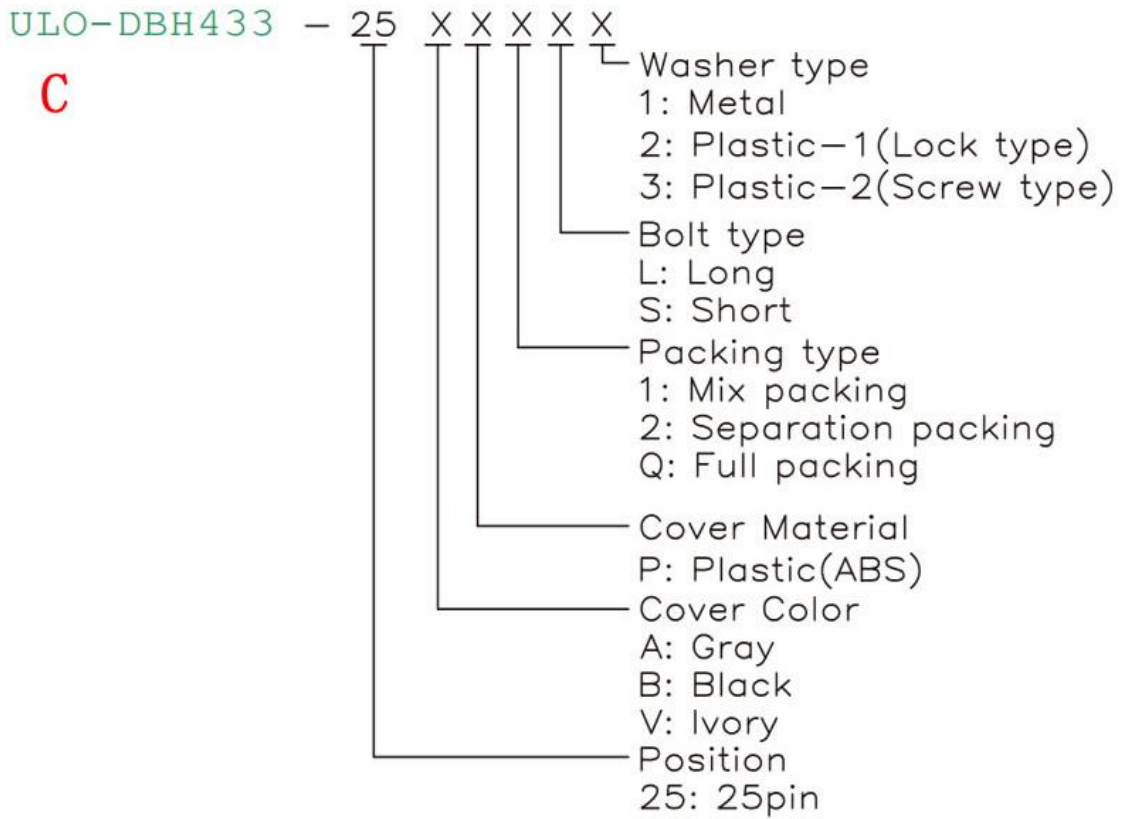 ULO-DBH433 - 25 X X X X X
C
Washer type
1: Metal
2: Plastic-1(Lock type)
3: Plastic-2(Screw type)
Bolt type
L: Long
S: Short
Packing type
1: Mix packing
2: Separation packing
Q: Full packing
Cover Material
P: Plastic(ABS)
Cover Color
A: Gray
B: Black
V: Ivory
Position
25: 25pin